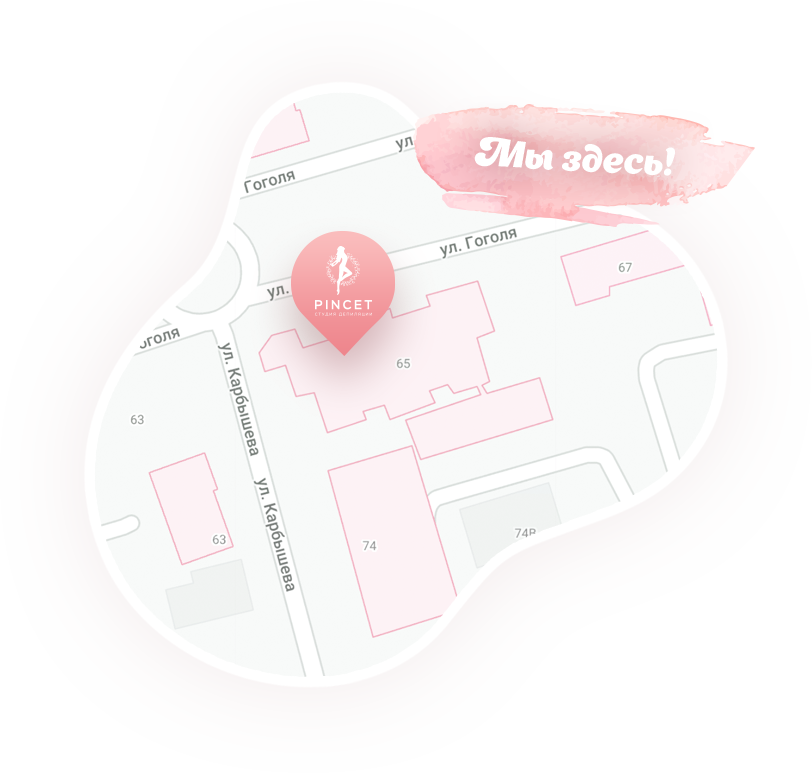 ул.
Мы здесь!
Гоголя
ул. Гоголя
67
ул.
PINCET
СТУДИЯ ДЕПИЛЯЦИИ
оголя
65
ул. Карбышева
63
ул. Карбышева
63
74
74В